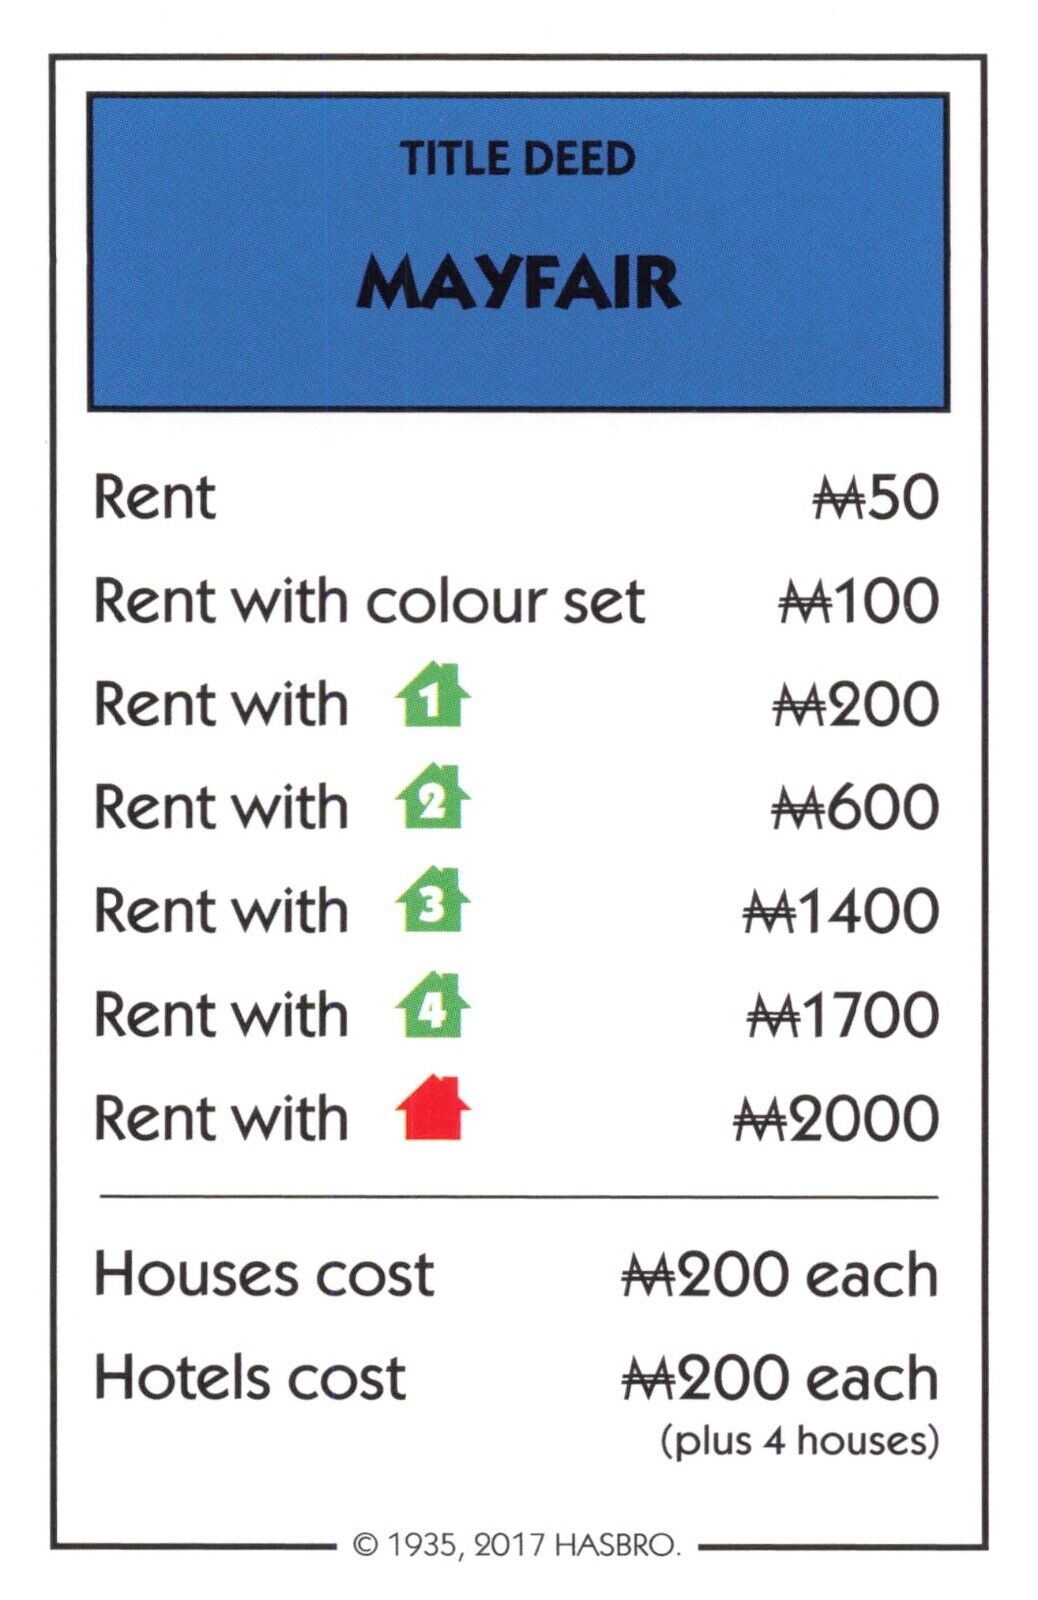 TITLE DEED
MAYFAIR
Rent ₩50
Rent with colour set ₩100
Rent with 1 ₩200
Rent with 2 ₩600
Rent with 3 ₩1400
Rent with 4 ₩1700
Rent with ₩2000
Houses cost ₩200 each
Hotels cost ₩200 each
(plus 4 houses)
© 1935, 2017 HASBRO.